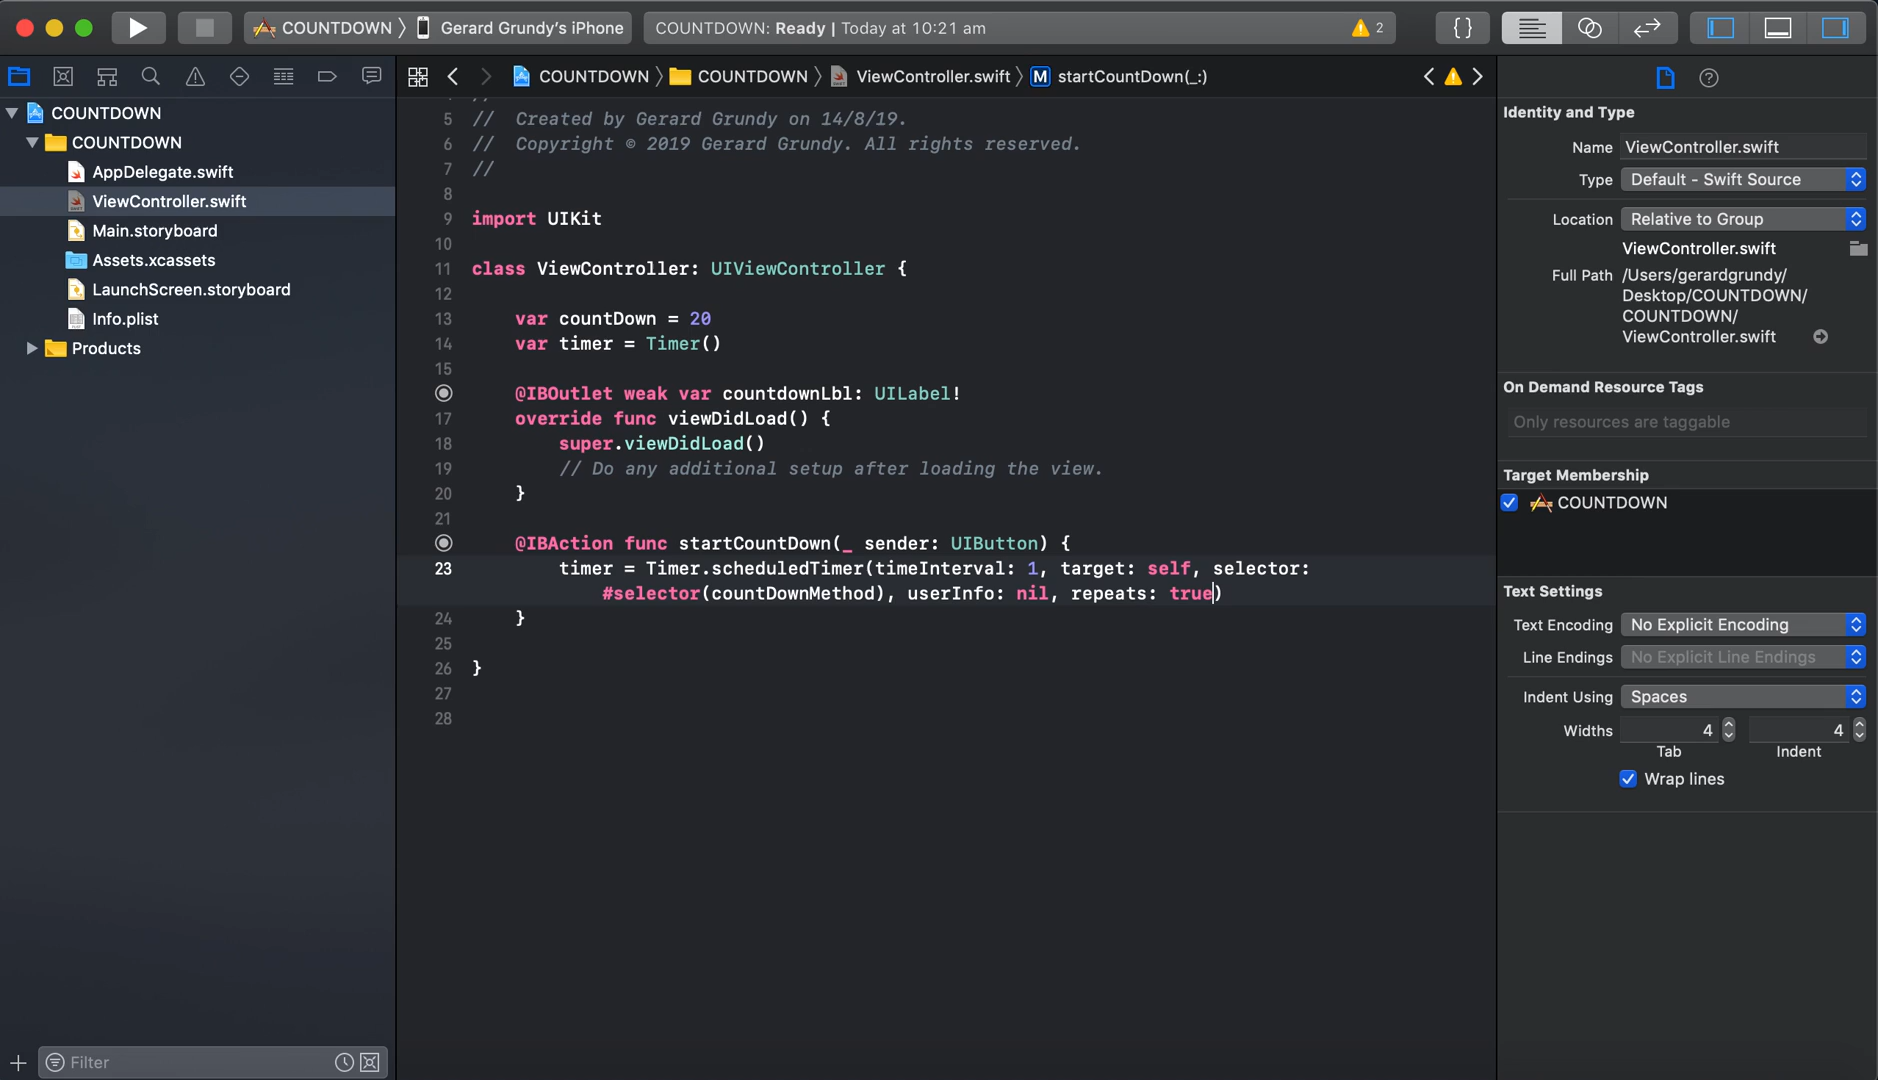 COUNTDOWN 〉 Gerard Grundy's iPhone
COUNTDOWN: Ready | Today at 10:21 am
2
{}
COUNTDOWN 〉 COUNTDOWN 〉 ViewController.swift 〉 M startCountDown(_:)
COUNTDOWN
COUNTDOWN
AppDelegate.swift
ViewController.swift
Main.storyboard
Assets.xcassets
LaunchScreen.storyboard
Info.plist
Products
Filter
5 // Created by Gerard Grundy on 14/8/19.
6 // Copyright © 2019 Gerard Grundy. All rights reserved.
7 //
8
9 import UIKit
10
11 class ViewController: UIViewController {
12
13 var countDown = 20
14 var timer = Timer()
15
@IBOutlet weak var countdownLbl: UILabel!
17 override func viewDidLoad() {
18 super.viewDidLoad()
19 // Do any additional setup after loading the view.
20 }
21
@IBAction func startCountDown(_ sender: UIButton) {
23 timer = Timer.scheduledTimer(timeInterval: 1, target: self, selector:
#selector(countDownMethod), userInfo: nil, repeats: true)
24 }
25
26 }
27
28
Identity and Type
Name ViewController.swift
Type Default - Swift Source
Location Relative to Group
ViewController.swift
Full Path /Users/gerardgrundy/
Desktop/COUNTDOWN/
COUNTDOWN/
ViewController.swift
On Demand Resource Tags
Only resources are taggable
Target Membership
COUNTDOWN
Text Settings
Text Encoding No Explicit Encoding
Line Endings No Explicit Line Endings
Indent Using Spaces
Widths 4 4
Tab Indent
Wrap lines